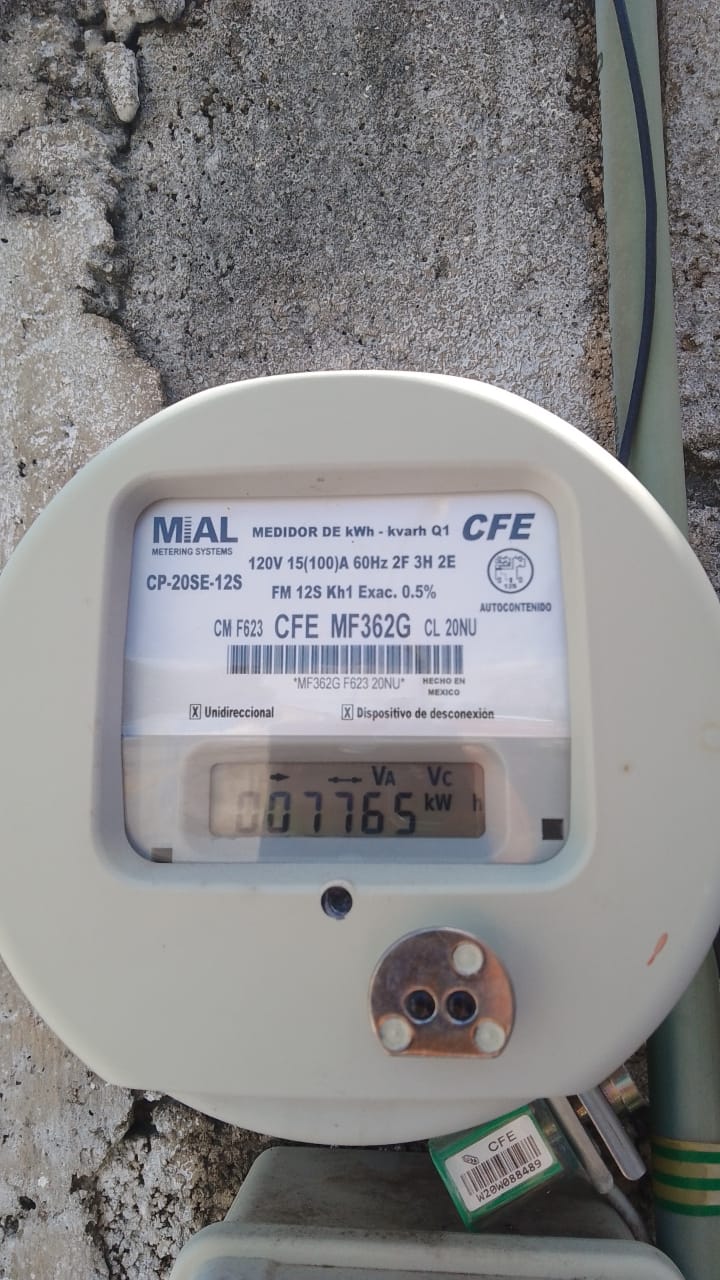 MIAL
METERING SYSTEMS
MEDIDOR DE kWh - kvarh Q1
CFE
120V 15(100)A 60Hz 2F 3H 2E
CP-20SE-12S
FM 12S Kh1 Exac. 0.5%
12S
AUTOCONTENIDO
CM F623 CFE MF362G CL 20NU
*MF362G F623 20NU*
HECHO EN
MEXICO
X Unidireccional
X Dispositivo de desconexión
VA VC
007765 kW h
CFE
W20W088489